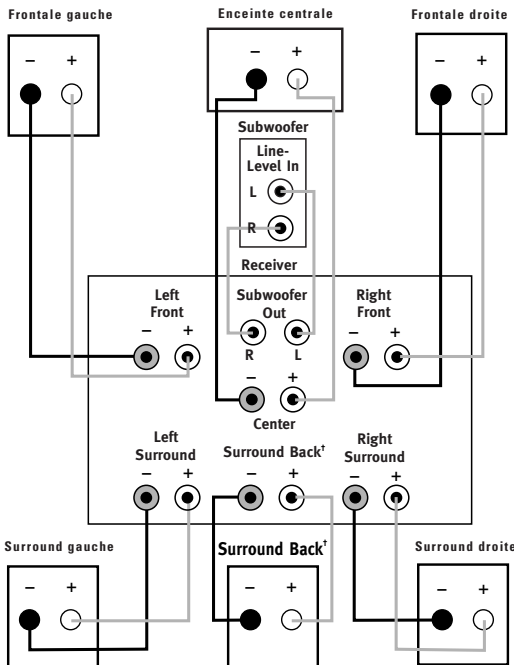 Frontale gauche
Enceinte centrale
Frontale droite
– +
– +
– +
Subwoofer
Line-
Level In
L
R
Receiver
Left
Front
Subwoofer
Out
Right
Front
– +
R L
– +
– +
Center
Left
Surround
Surround Back†
Right
Surround
– +
– +
– +
Surround gauche
Surround Back†
Surround droite
– +
– +
– +